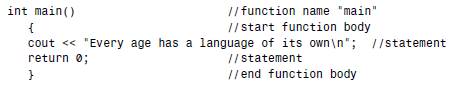 int main()                      //function name "main"
   {                            //start function body
   cout << "Every age has a language of its own\n";  //statement
   return 0;                    //statement
   }                            //end function body